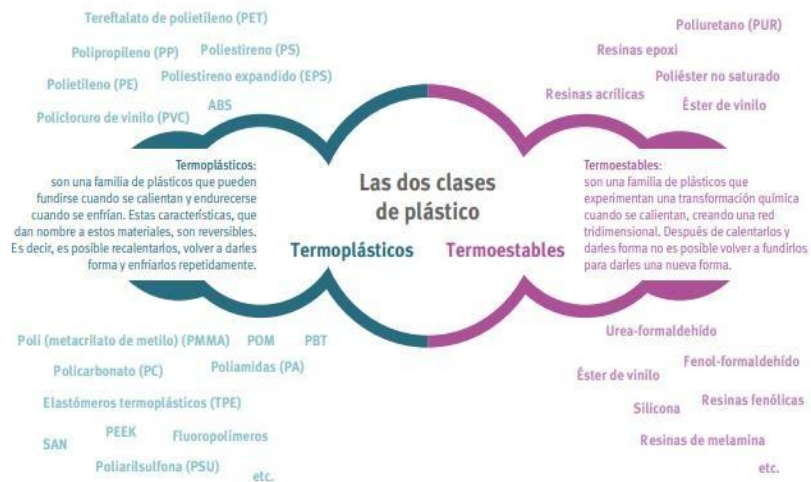 Tereftalato de polietileno (PET)
Polipropileno (PP)
Poliestireno (PS)
Polietileno (PE)
Poliestireno expandido (EPS)
ABS
Policloruro de vinilo (PVC)
Poliuretano (PUR)
Resinas epoxi
Poliéster no saturado
Resinas acrílicas
Éster de vinilo
Termoplásticos:
son una familia de plásticos que pueden
fundirse cuando se calientan y endurecerse
cuando se enfrían. Estas características, que
dan nombre a estos materiales, son reversibles.
Es decir, es posible recalentarlos, volver a darles
forma y enfriarlos repetidamente.
Las dos clases
de plástico
Termoplásticos
Termoestables
Termoestables:
son una familia de plásticos que
experimentan una transformación química
cuando se calientan, creando una red
tridimensional. Después de calentarlos y
darles forma no es posible volver a fundirlos
para darles una nueva forma.
Poli (metacrilato de metilo) (PMMA)
POM
PBT
Policarbonato (PC)
Poliamidas (PA)
Elastómeros termoplásticos (TPE)
PEEK
Fluoropolímeros
SAN
Poliarilsulfona (PSU)
etc.
Urea-formaldehído
Fenol-formaldehído
Éster de vinilo
Resinas fenólicas
Silicona
Resinas de melamina
etc.